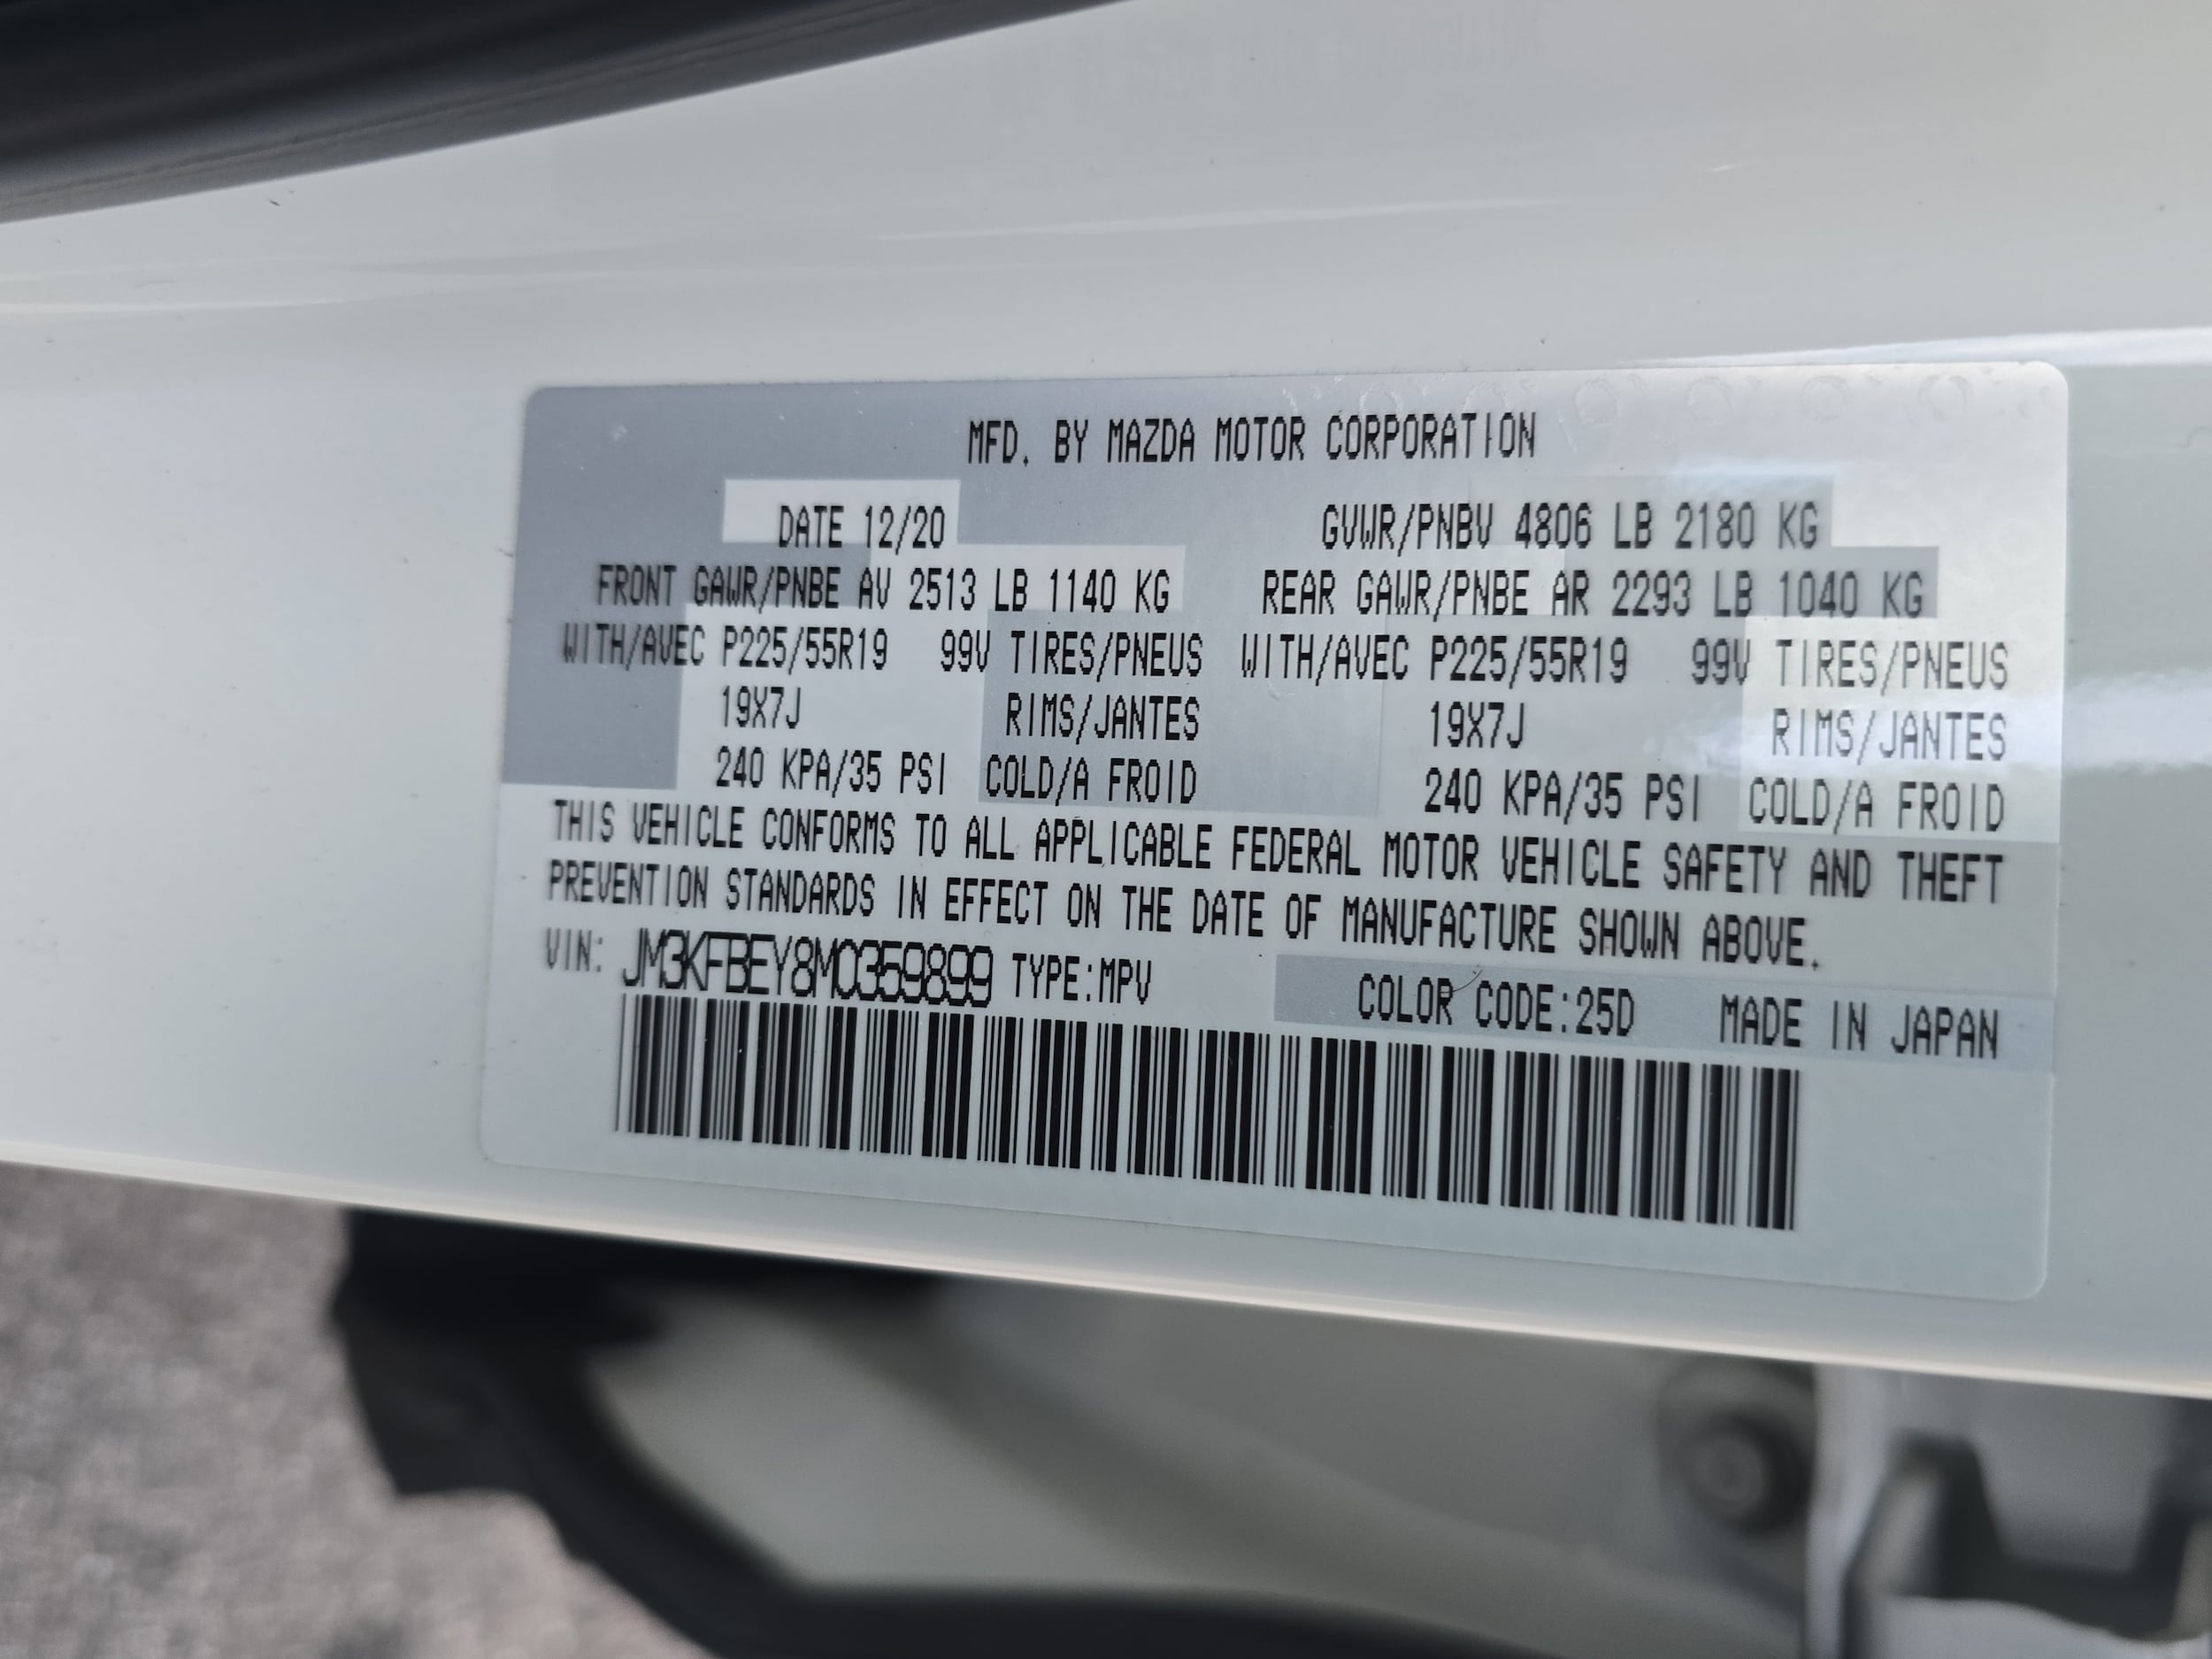 MFD. BY MAZDA MOTOR CORPORATION
DATE 12/20 GVWR/PNBV 4806 LB 2180 KG
FRONT GAWR/PNBE AV 2513 LB 1140 KG REAR GAWR/PNBE AR 2293 LB 1040 KG
WITH/AVEC P225/55R19 99V TIRES/PNEUS WITH/AVEC P225/55R19 99V TIRES/PNEUS
19X7J RIMS/JANTES 19X7J RIMS/JANTES
240 KPA/35 PSI COLD/A FROID 240 KPA/35 PSI COLD/A FROID
THIS VEHICLE CONFORMS TO ALL APPLICABLE FEDERAL MOTOR VEHICLE SAFETY AND THEFT
PREVENTION STANDARDS IN EFFECT ON THE DATE OF MANUFACTURE SHOWN ABOVE.
VIN: JM3KFBEY8M0359899 TYPE:MPV COLOR CODE:25D MADE IN JAPAN